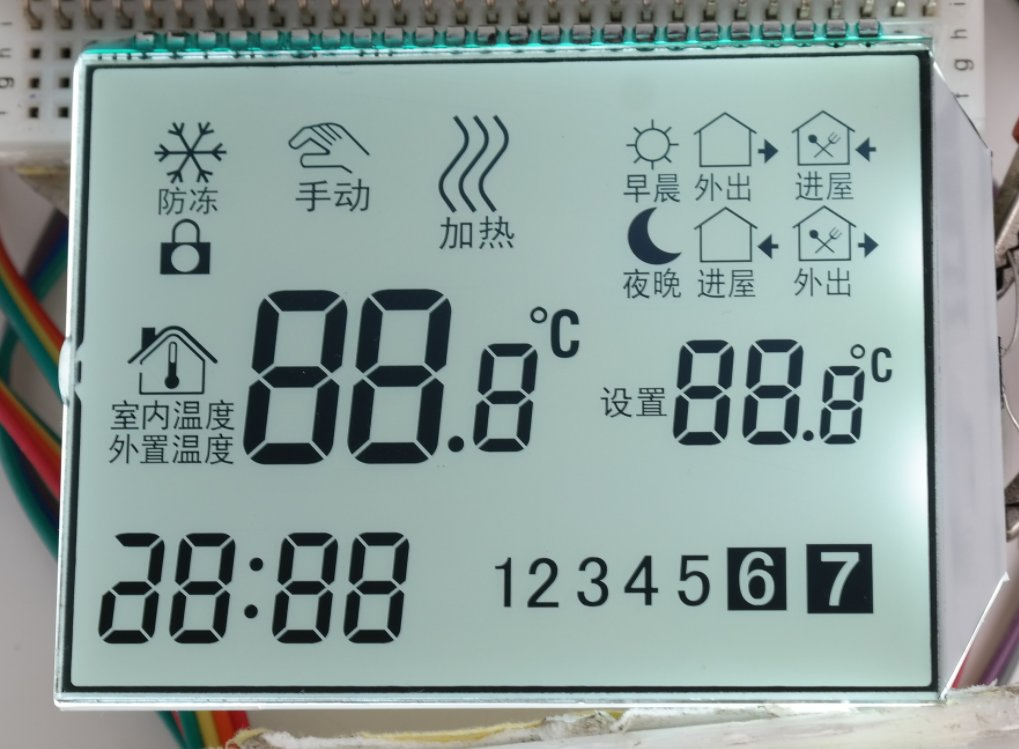 防冻 手动 加热 早晨 外出 进屋
夜晚 进屋 外出
88.8℃ 设置 88.8℃
室内温度
外置温度
28:88 1 2 3 4 5 6 7
f g h i
f g h